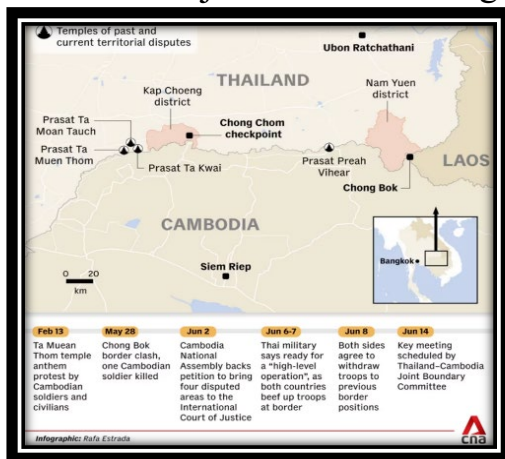 Temples of past and
current territorial disputes
Ubon Ratchathani
THAILAND
Kap Choeng
district
Nam Yuen
district
Prasat Ta
Moan Tauch
Chong Chom
checkpoint
Prasat Ta
Muen Thom
Prasat Ta Kwai
Prasat Preah
Vihear
LAOS
Chong Bok
CAMBODIA
Siem Riep
Bangkok
0 20
km
Feb 13
Ta Muean
Thom temple
anthem
protest by
Cambodian
soldiers and
civilians
May 28
Chong Bok
border clash,
one Cambodian
soldier killed
Jun 2
Cambodia
National
Assembly backs
petition to bring
four disputed
areas to the
International
Court of Justice
Jun 6-7
Thai military
says ready for
a "high-level
operation", as
both countries
beef up troops
at border
Jun 8
Both sides
agree to
withdraw
troops to
previous
border
positions
Jun 14
Key meeting
scheduled by
Thailand–Cambodia
Joint Boundary
Committee
Infographic: Rafa Estrada
cna